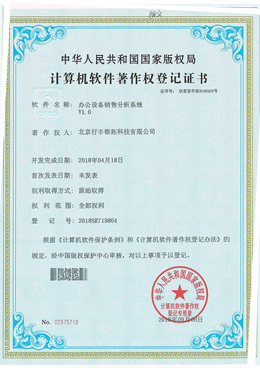 中华人民共和国国家版权局
计算机软件著作权登记证书
证书号： 软著登字第3195605号
软件名称： 办公设备销售分析系统
V1.0
著作权人： 北京行丰银拓科技有限公司
开发完成日期： 2018年04月18日
首次发表日期： 未发表
权利取得方式： 原始取得
权利范围： 全部权利
登记号： 2018SR719864
根据《计算机软件保护条例》和《计算机软件著作权登记办法》的
规定，经中国版权保护中心审核，对以上事项予以登记。
中华人民共和国国家版权局
计算机软件著作权
登记专用章
No. 02975713
2018年09月06日